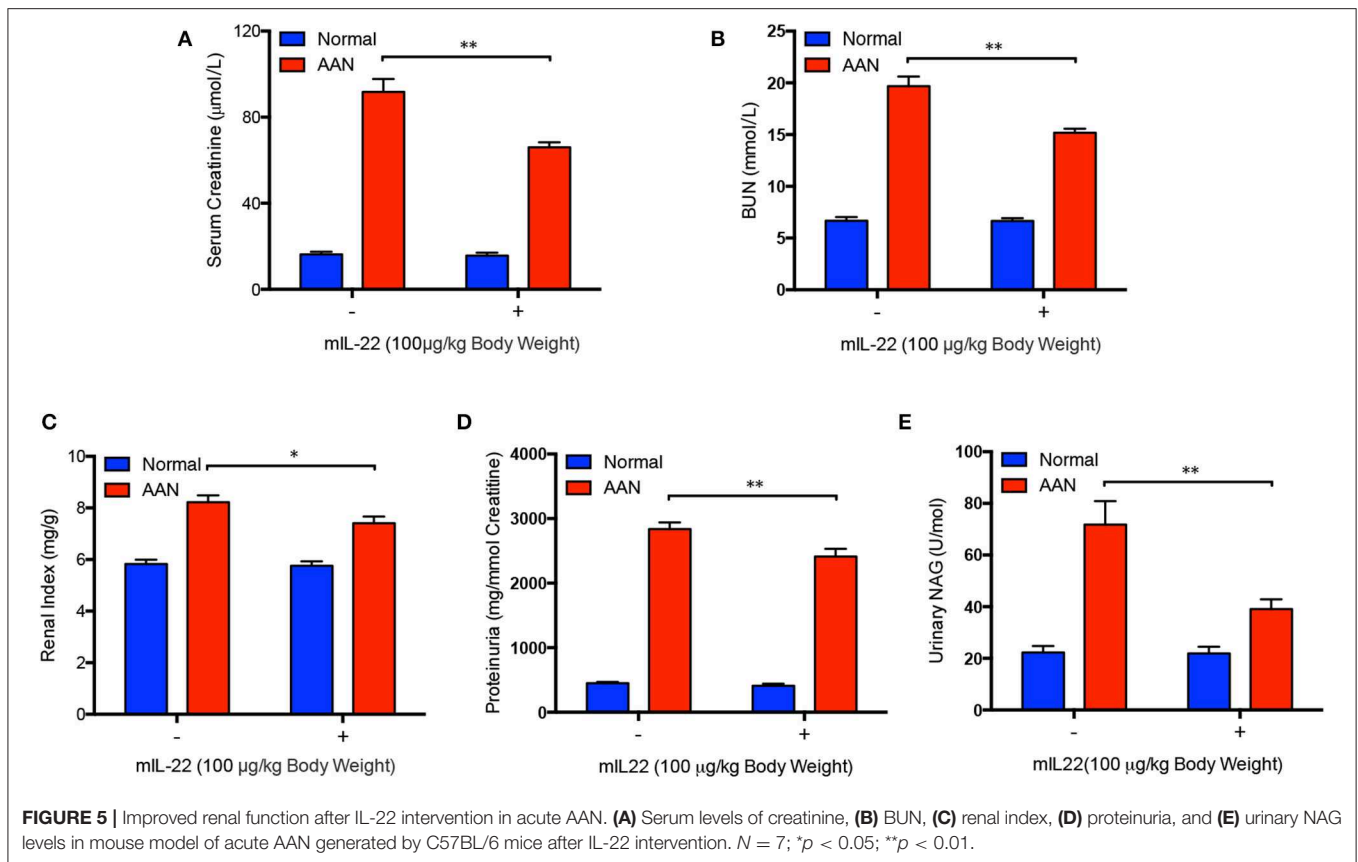 A
Normal
AAN
**
Serum Creatinine (μmol/L)
120
80
40
0
-
+
mIL-22 (100μg/kg Body Weight)
B
Normal
AAN
**
BUN (mmol/L)
25
20
15
10
5
0
-
+
mIL-22 (100 μg/kg Body Weight)
C
Normal
AAN
*
Renal Index (mg/g)
10
8
6
4
2
0
-
+
mIL-22 (100 μg/kg Body Weight)
D
Normal
AAN
**
Proteinuria (mg/mmol Creatitine)
4000
3000
2000
1000
0
-
+
mIL22 (100 μg/kg Body Weight)
E
Normal
AAN
**
Urinary NAG (U/mol)
100
80
60
40
20
0
-
+
mIL22(100 μg/kg Body Weight)
FIGURE 5 | Improved renal function after IL-22 intervention in acute AAN. (A) Serum levels of creatinine, (B) BUN, (C) renal index, (D) proteinuria, and (E) urinary NAG
levels in mouse model of acute AAN generated by C57BL/6 mice after IL-22 intervention. N = 7; *p < 0.05; **p < 0.01.